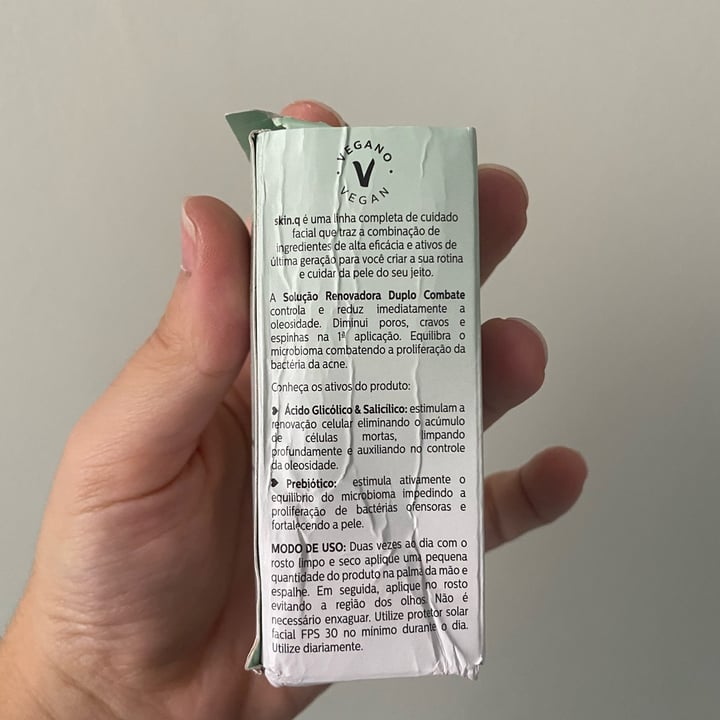 VEGANO
V
VEGAN
skin.q é uma linha completa de cuidado
facial que traz a combinação de
ingredientes de alta eficácia e ativos de
última geração para você criar a sua rotina
e cuidar da pele do seu jeito.
A Solução Renovadora Duplo Combate
controla e reduz imediatamente a
oleosidade. Diminui poros, cravos e
espinhas na 1ª aplicação. Equilibra o
microbioma combatendo a proliferação da
bactéria da acne.
Conheça os ativos do produto:
Ácido Glicólico & Salicílico: estimulam a
renovação celular eliminando o acúmulo
de células mortas, limpando
profundamente e auxiliando no controle
da oleosidade.
Prebiótico: estimula ativamente o
equilíbrio do microbioma impedindo a
proliferação de bactérias ofensoras e
fortalecendo a pele.
MODO DE USO: Duas vezes ao dia com o
rosto limpo e seco aplique uma pequena
quantidade do produto na palma da mão e
espalhe. Em seguida, aplique no rosto
evitando a região dos olhos. Não é
necessário enxaguar. Utilize protetor solar
facial FPS 30 no mínimo durante o dia.
Utilize diariamente.